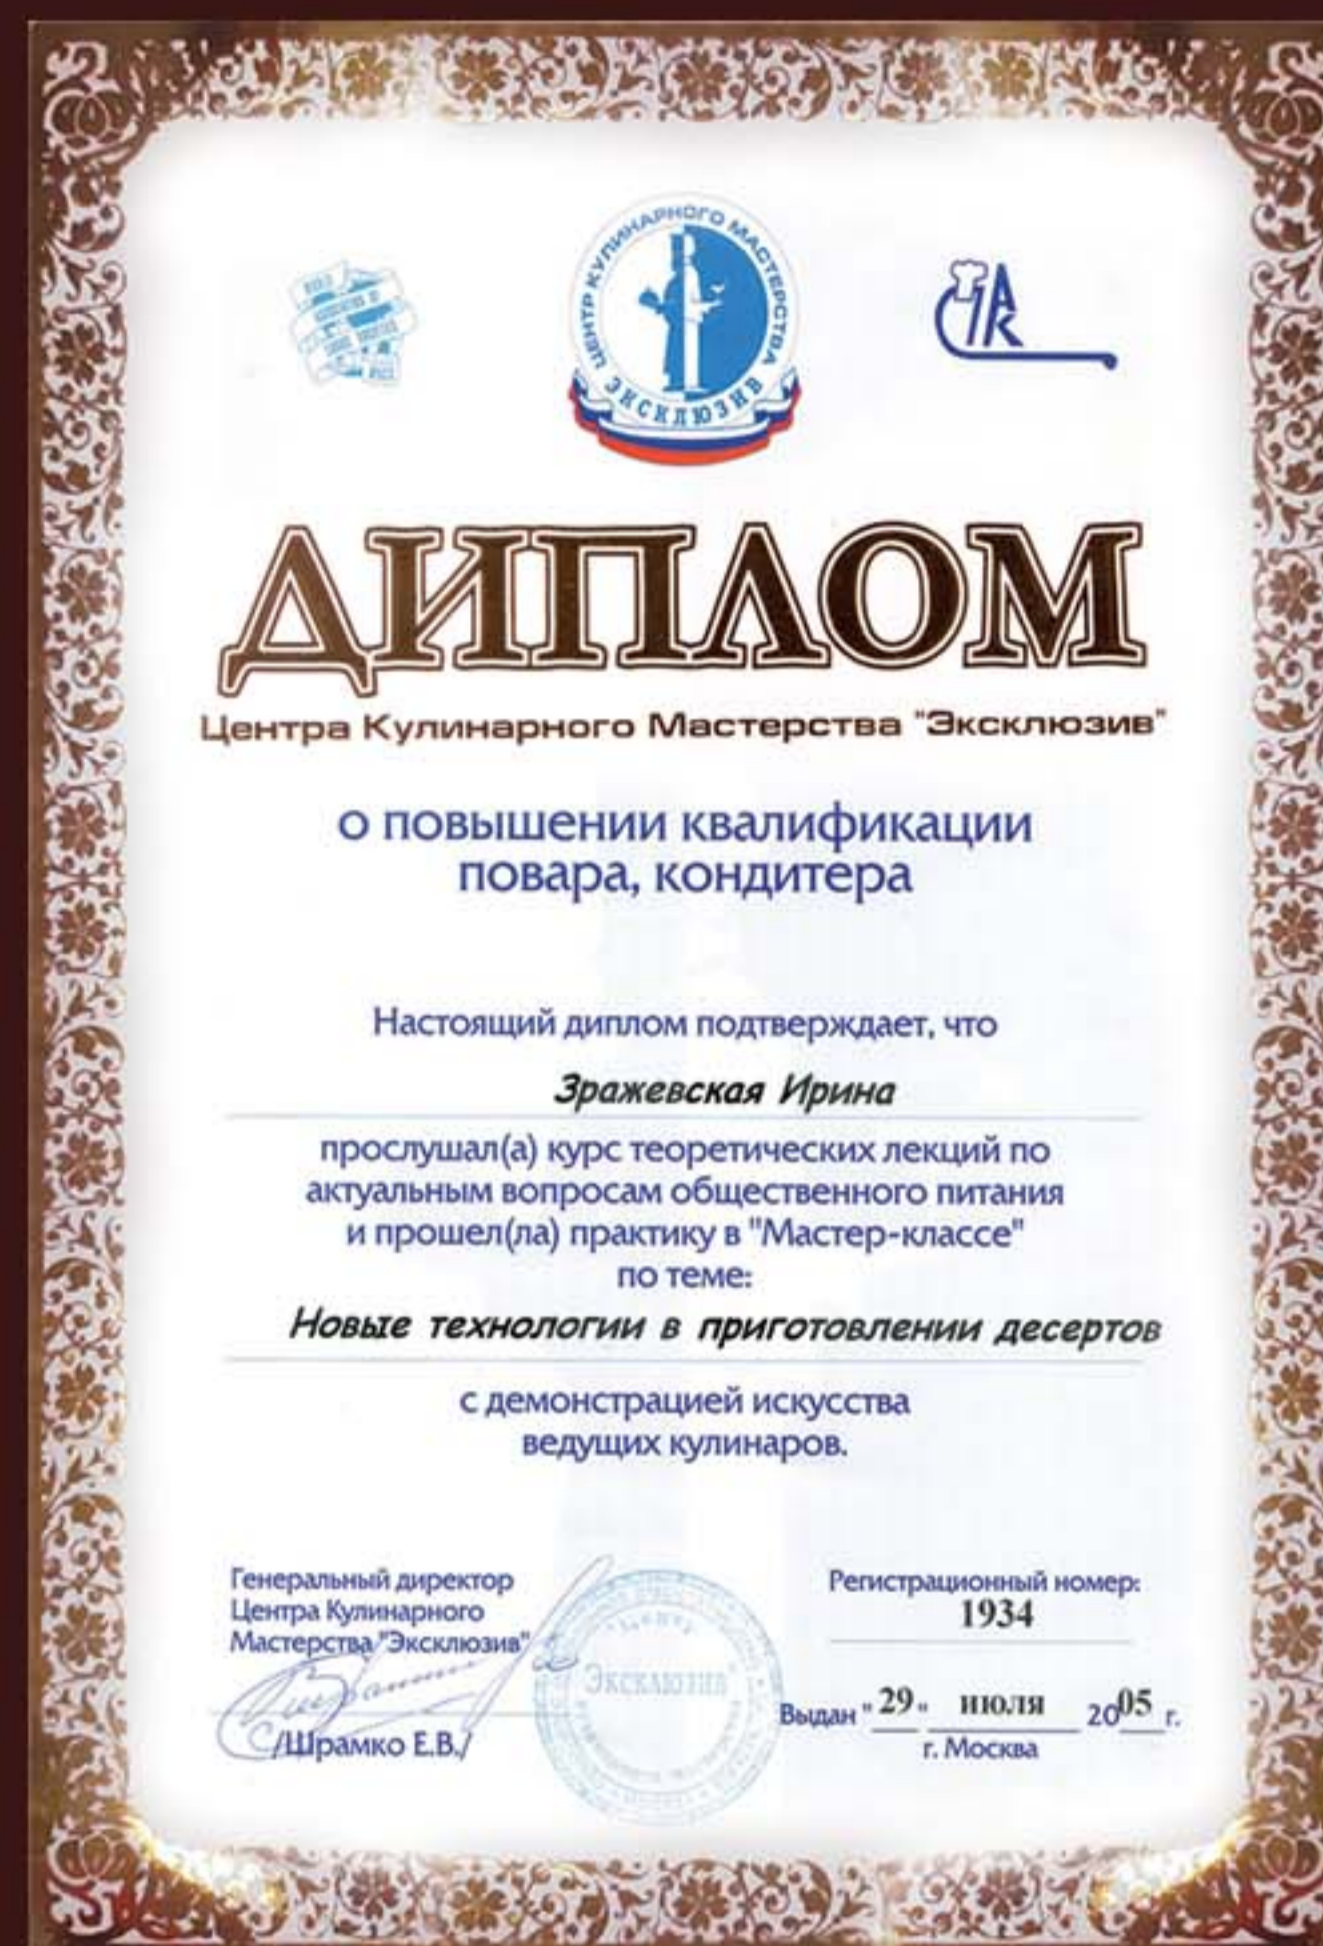 ЦЕНТР КУЛИНАРНОГО МАСТЕРСТВА
ЭКСКЛЮЗИВ
ДИПЛОМ
Центра Кулинарного Мастерства "Эксклюзив"
о повышении квалификации
повара, кондитера
Настоящий диплом подтверждает, что
Зражевская Ирина
прослушал(а) курс теоретических лекций по
актуальным вопросам общественного питания
и прошел(ла) практику в "Мастер-классе"
по теме:
Новые технологии в приготовлении десертов
с демонстрацией искусства
ведущих кулинаров.
Генеральный директор
Центра Кулинарного
Мастерства "Эксклюзив"
/Шрамко Е.В./
"Центр
Эксклюзив"
Регистрационный номер:
1934
Выдан "29" июля 2005 г.
г. Москва